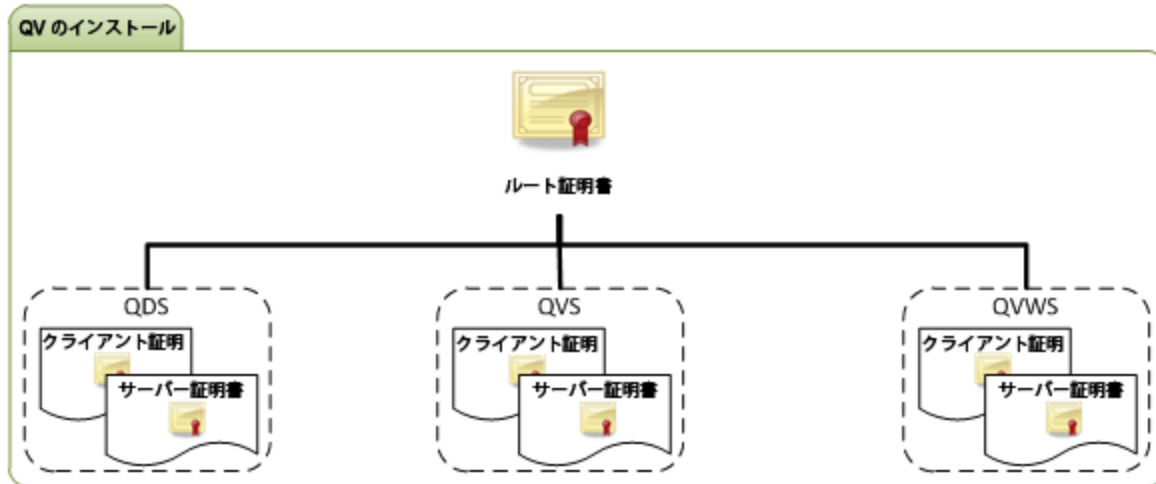 QV のインストール
ルート証明書
QDS
クライアント証明
サーバー証明書
QVS
クライアント証明
サーバー証明書
QVWS
クライアント証明
サーバー証明書